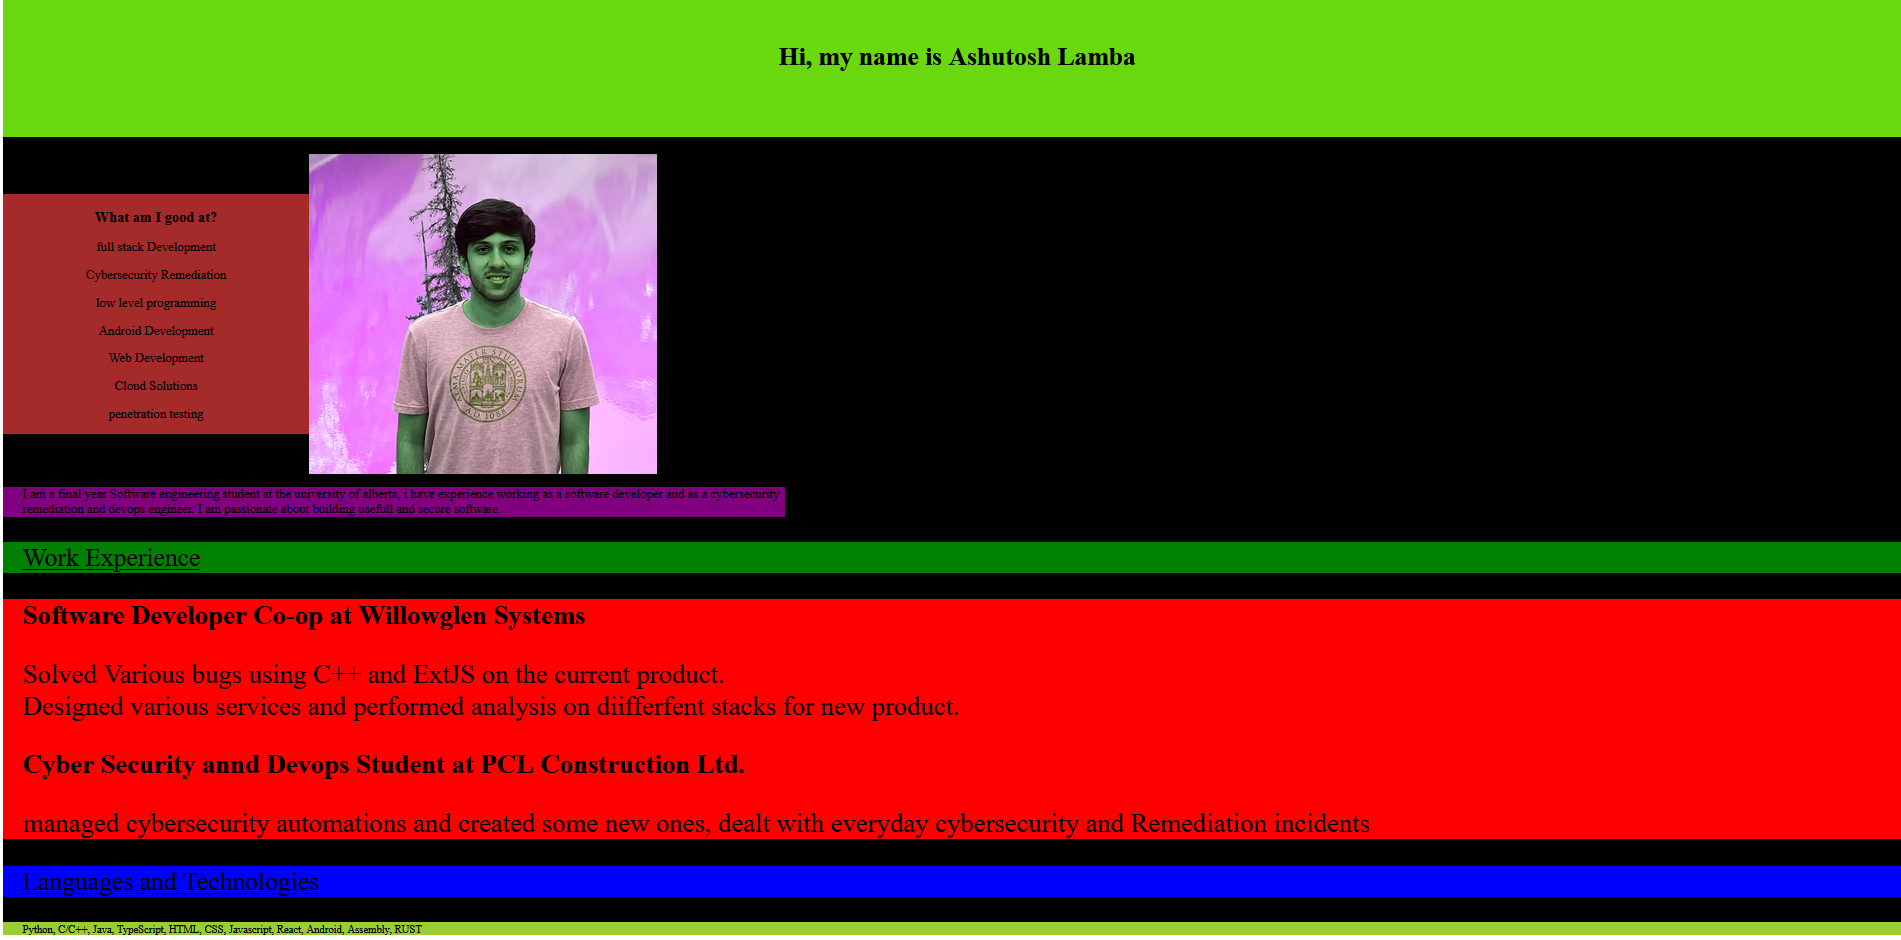 Hi, my name is Ashutosh Lamba
What am I good at?
full stack Development
Cybersecurity Remediation
low level programming
Android Development
Web Development
Cloud Solutions
penetration testing
ALMA MATER STUDIORUM
AD 1088
I am a final year Software engineering student at the university of alberta, i have experience working as a software developer and as a cybersecurity
remediation and devops engineer. I am passionate about building usefull and secure software.
Work Experience
Software Developer Co-op at Willowglen Systems
Solved Various bugs using C++ and ExtJS on the current product.
Designed various services and performed analysis on diifferfent stacks for new product.
Cyber Security annd Devops Student at PCL Construction Ltd.
managed cybersecurity automations and created some new ones, dealt with everyday cybersecurity and Remediation incidents
Languages and Technologies
Python, C/C++, Java, TypeScript, HTML, CSS, Javascript, React, Android, Assembly, RUST